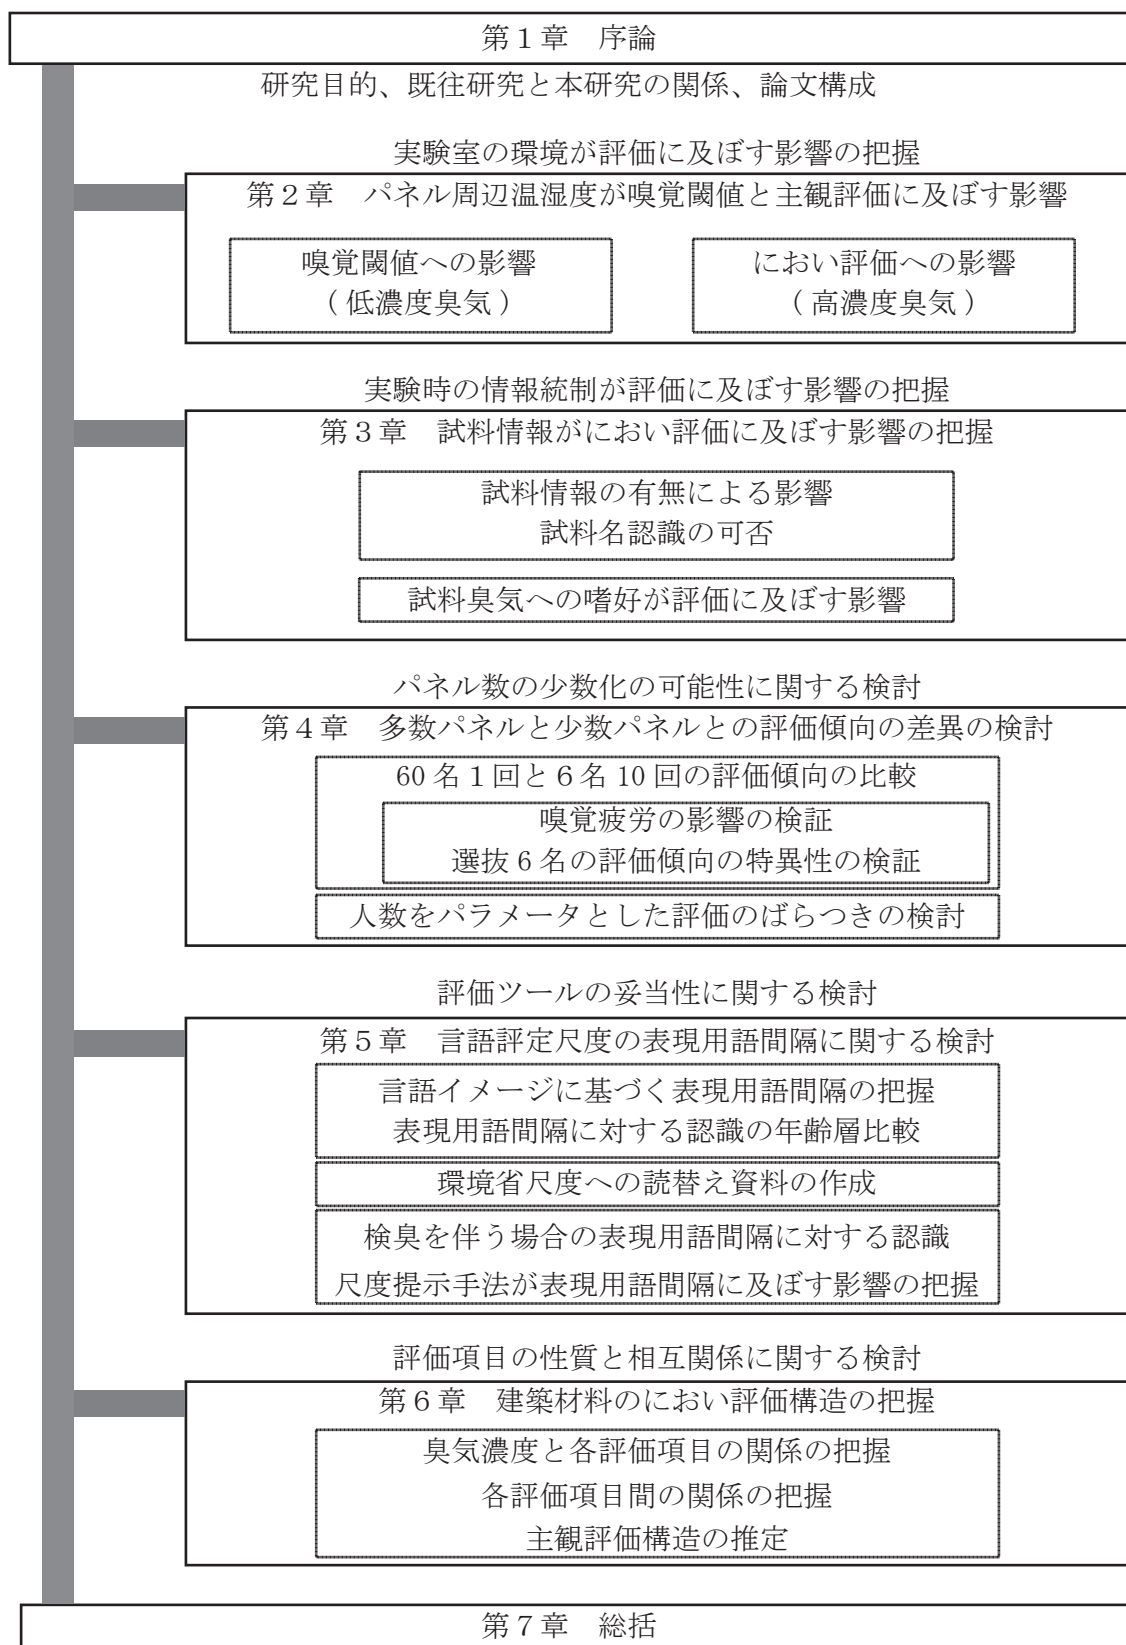 第1章 序論
研究目的、既往研究と本研究の関係、論文構成
実験室の環境が評価に及ぼす影響の把握
第2章 パネル周辺温湿度が嗅覚閾値と主観評価に及ぼす影響
嗅覚閾値への影響
(低濃度臭気)
におい評価への影響
(高濃度臭気)
実験時の情報統制が評価に及ぼす影響の把握
第3章 試料情報がにおい評価に及ぼす影響の把握
試料情報の有無による影響
試料名認識の可否
試料臭気への嗜好が評価に及ぼす影響
パネル数の少数化の可能性に関する検討
第4章 多数パネルと少数パネルとの評価傾向の差異の検討
60名1回と6名10回の評価傾向の比較
嗅覚疲労の影響の検証
選抜6名の評価傾向の特異性の検証
人数をパラメータとした評価のばらつきの検討
評価ツールの妥当性に関する検討
第5章 言語評定尺度の表現用語間隔に関する検討
言語イメージに基づく表現用語間隔の把握
表現用語間隔に対する認識の年齢層比較
環境省尺度への読替え資料の作成
検臭を伴う場合の表現用語間隔に対する認識
尺度提示手法が表現用語間隔に及ぼす影響の把握
評価項目の性質と相互関係に関する検討
第6章 建築材料のにおい評価構造の把握
臭気濃度と各評価項目の関係の把握
各評価項目間の関係の把握
主観評価構造の推定
第7章 総括